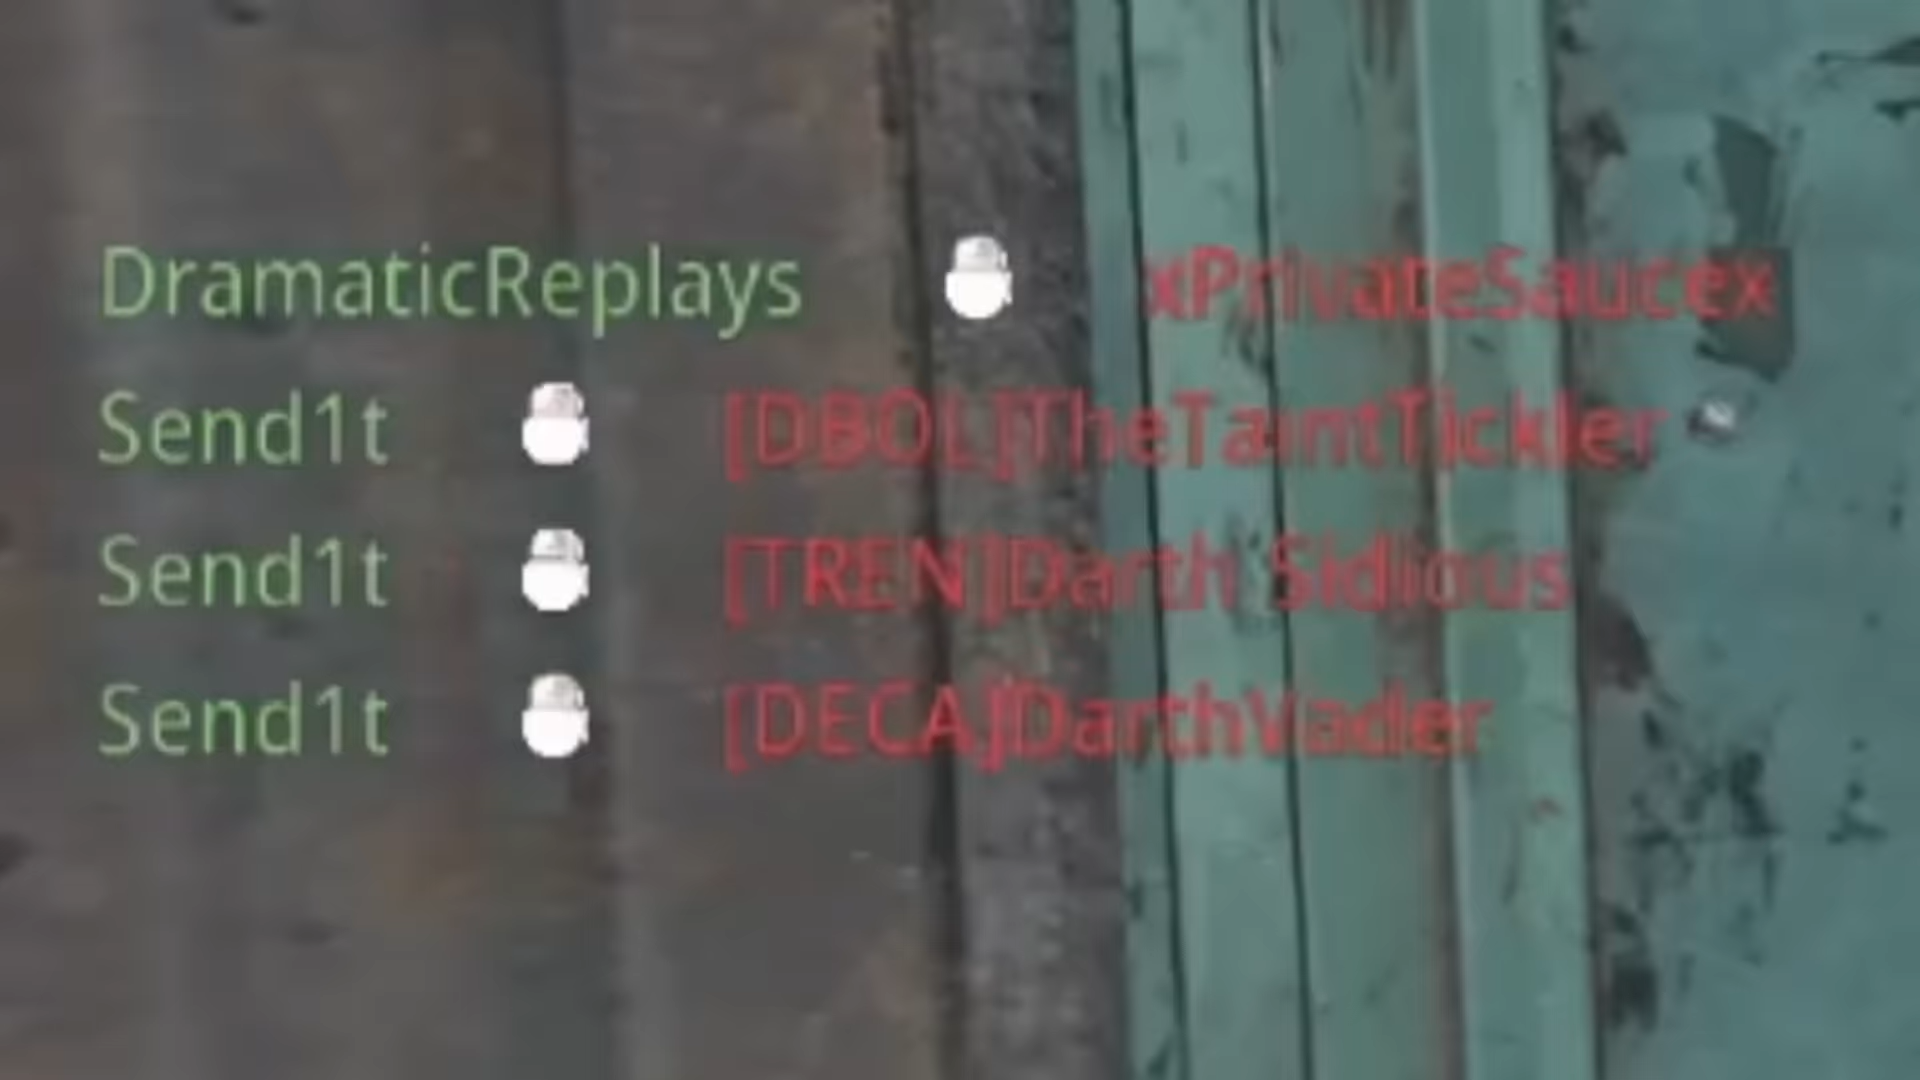 DramaticReplays xPrivateSaucex
Send1t [DBOL]TheTaintTickler
Send1t [TREN]Darth Sidious
Send1t [DECA]DarthVader